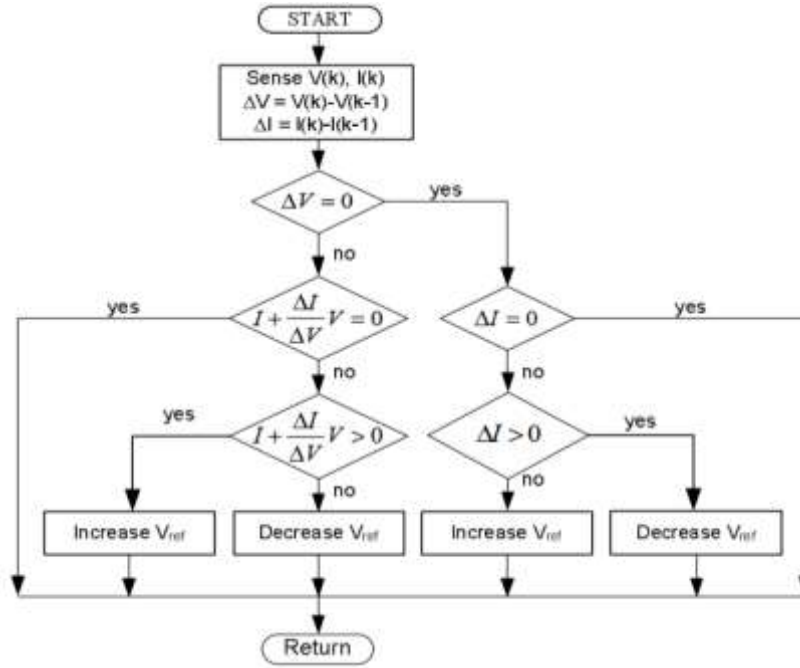 START
Sense V(k), I(k)
ΔV = V(k)-V(k-1)
ΔI = I(k)-I(k-1)
ΔV = 0
yes
no
yes
I + ΔI/ΔV V = 0
ΔI = 0
yes
no
no
yes
I + ΔI/ΔV V > 0
ΔI > 0
yes
no
no
Increase Vref
Decrease Vref
Increase Vref
Decrease Vref
Return